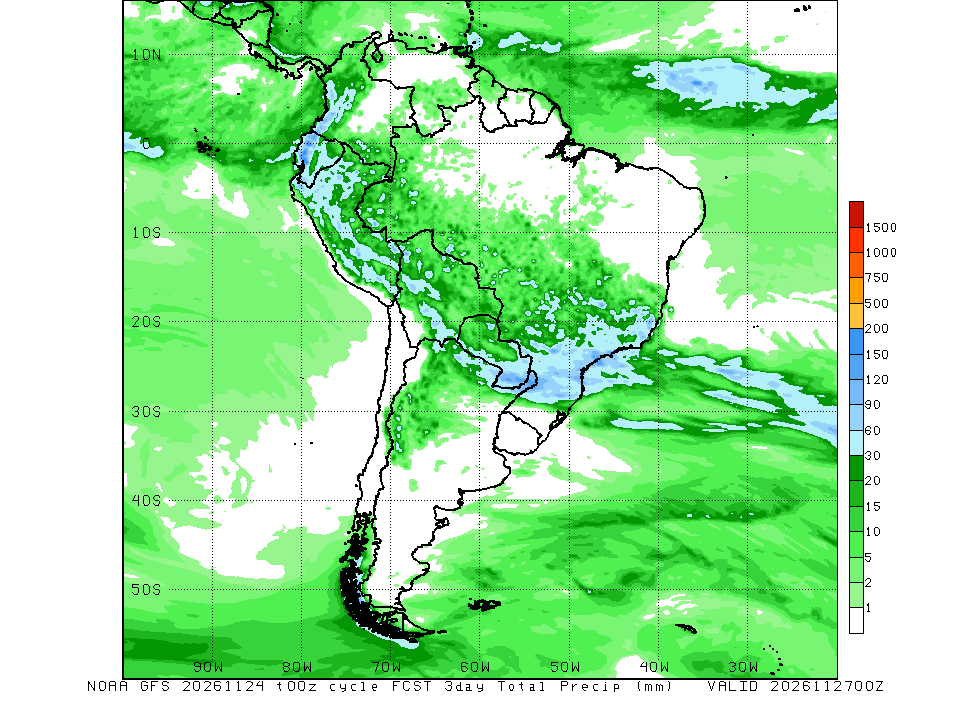 10N
0
10S
20S
30S
40S
50S
90W 80W 70W 60W 50W 40W 30W
1500
1000
750
500
200
150
120
90
60
30
20
15
10
5
2
1
NOAA GFS 20261124 t00z cycle FCST 3day Total Precip (mm) VALID 2026112700Z